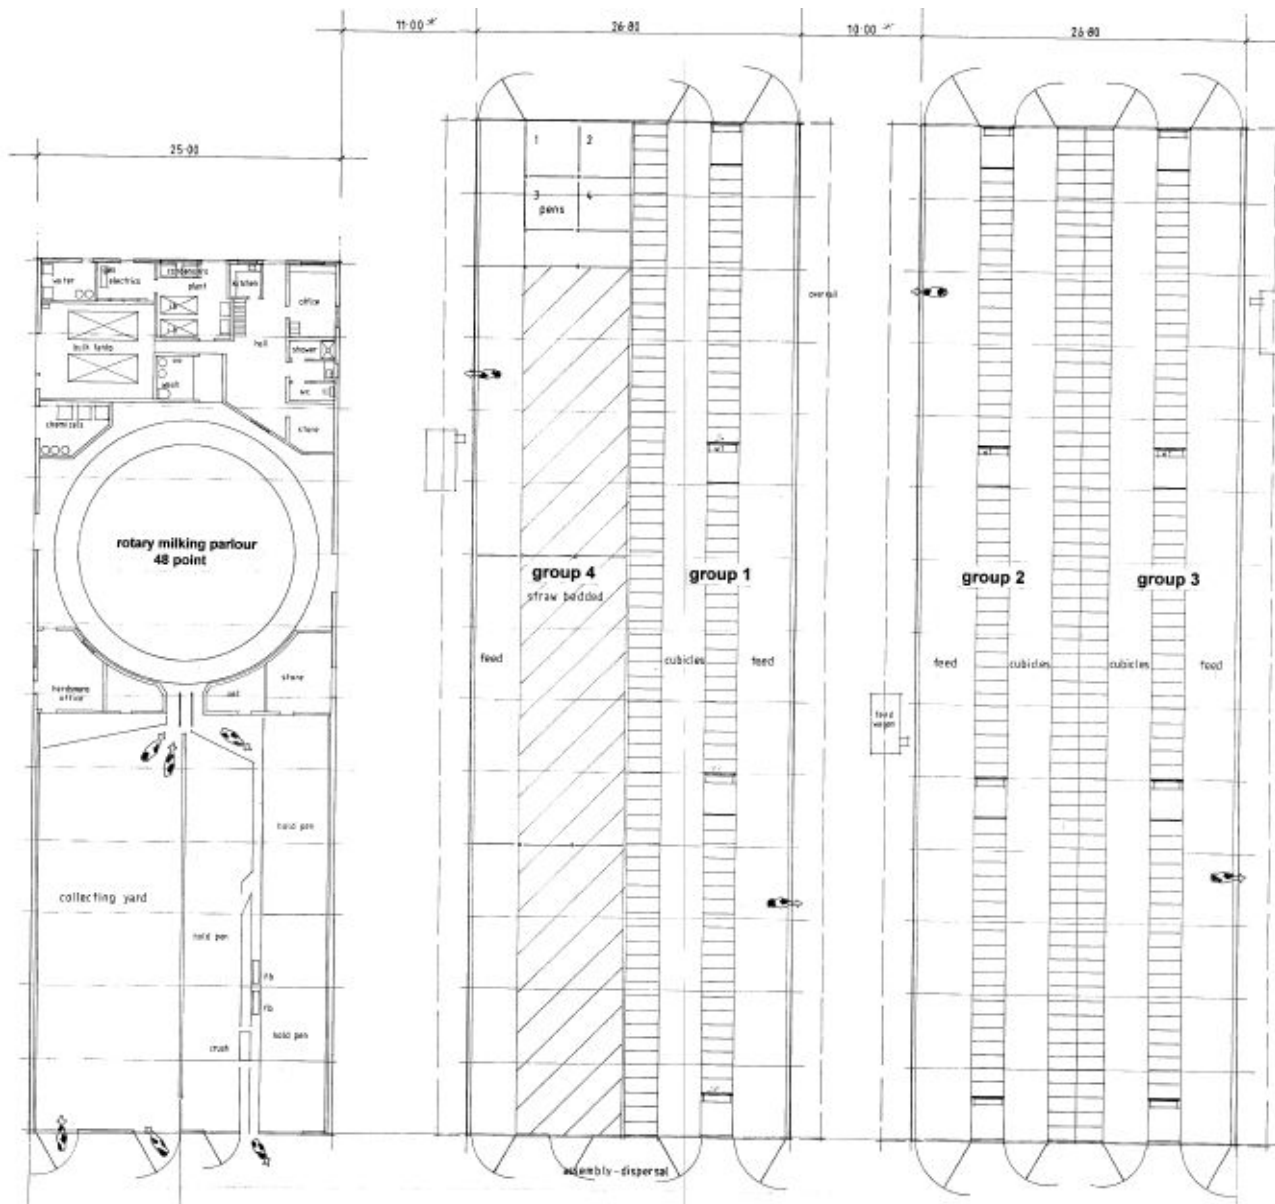 11·00
26·80
10·00
26·80
25·00
1
2
3
4
pens
water
electrics
plant
kitchen
office
bulk tanks
hall
shower
wc
wash
store
chemicals
overrail
rotary milking parlour
48 point
group 4
straw bedded
group 1
group 2
group 3
feed
cubicles
feed
feed
cubicles
cubicles
feed
herdsmans
office
store
feed
wagon
hold pen
collecting yard
hold pen
fb
fb
crush
hold pen
assembly-dispersal